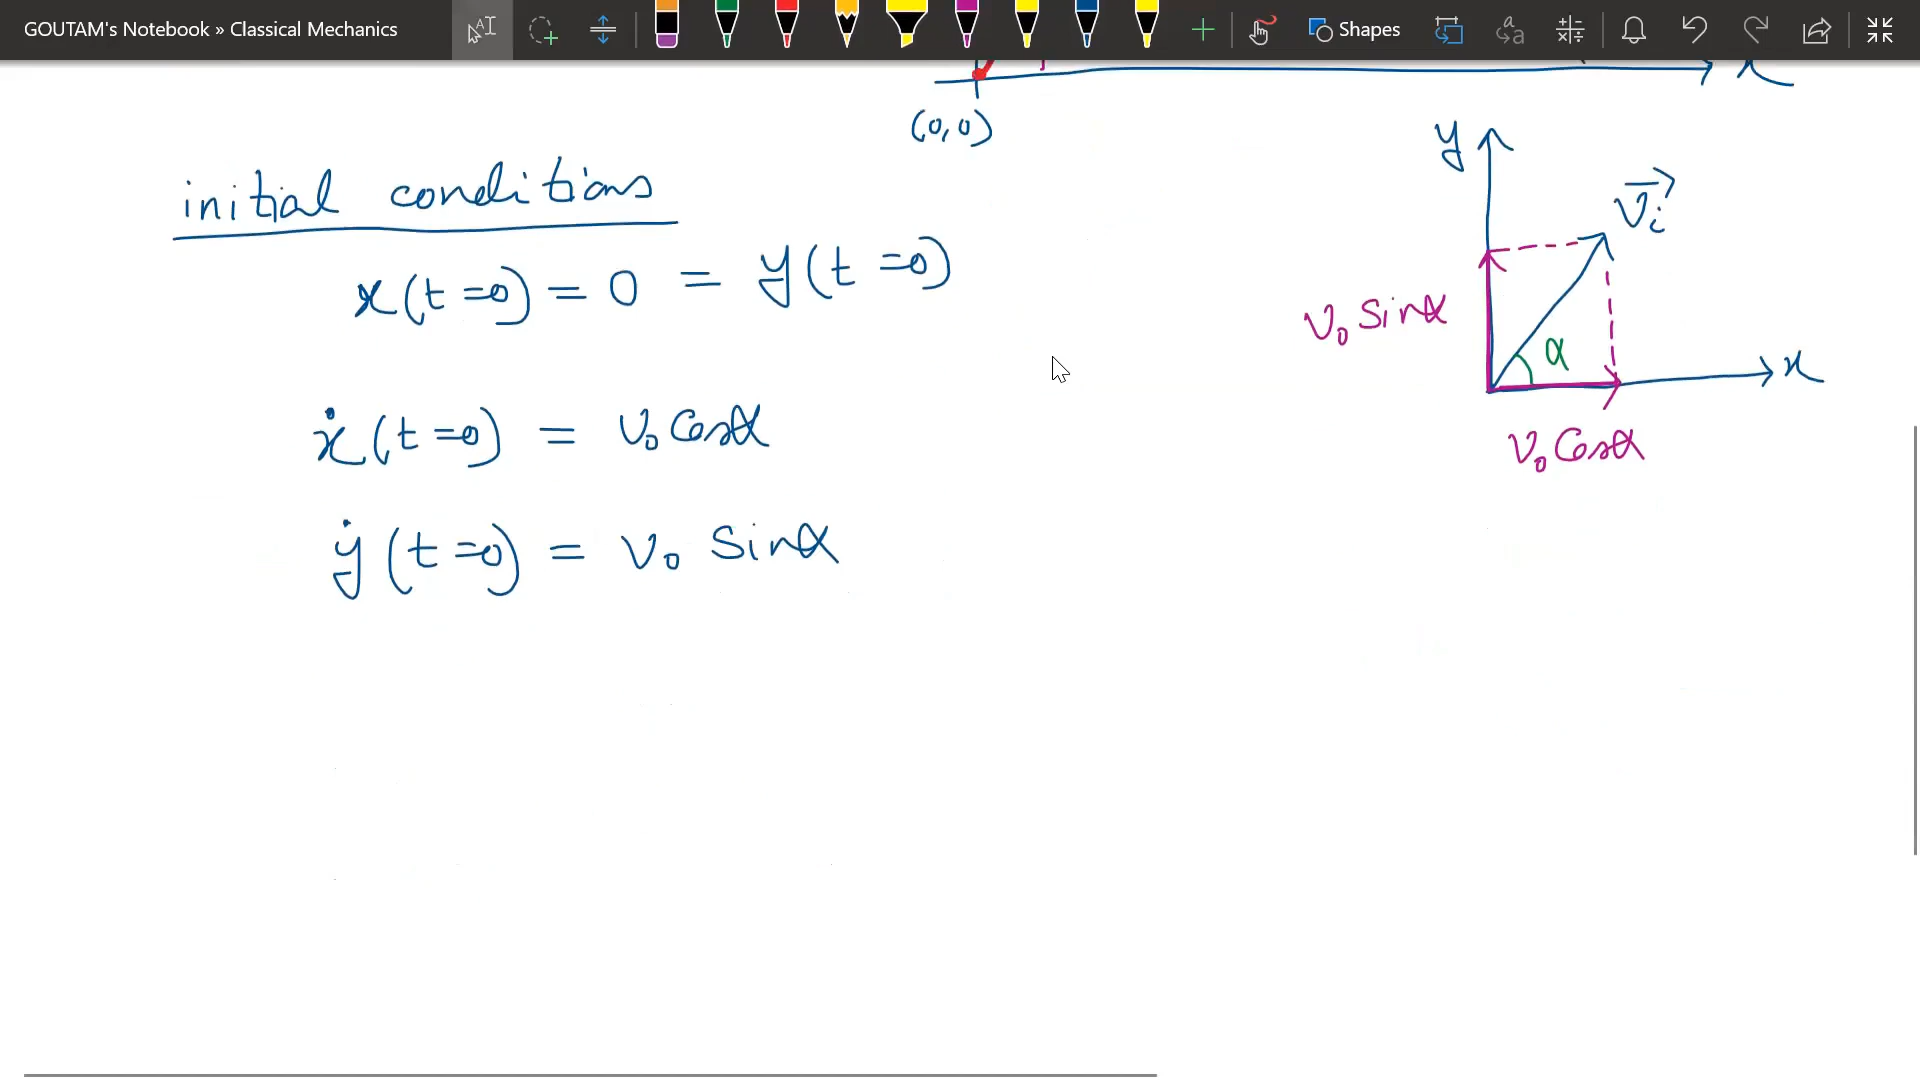 GOUTAM's Notebook » Classical Mechanics
Shapes
x
(0,0)
initial conditions
x(t=0) = 0 = y(t=0)
ẋ(t=0) = v₀ Cosα
ẏ(t=0) = v₀ Sinα
y
v⃗ᵢ
v₀ Sinα
α
x
v₀ Cosα